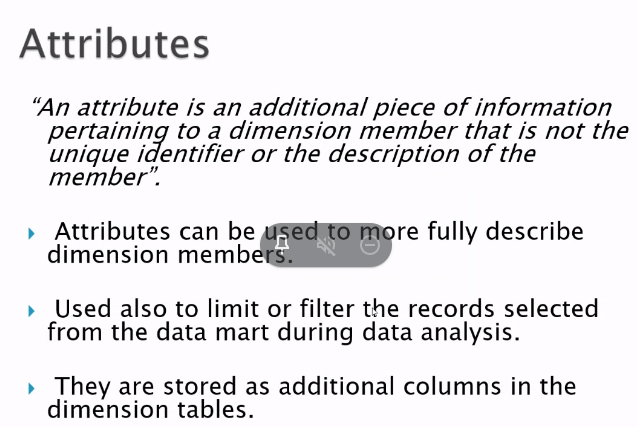 Attributes
“An attribute is an additional piece of information
pertaining to a dimension member that is not the
unique identifier or the description of the
member”.
Attributes can be used to more fully describe
dimension members.
Used also to limit or filter the records selected
from the data mart during data analysis.
They are stored as additional columns in the
dimension tables.